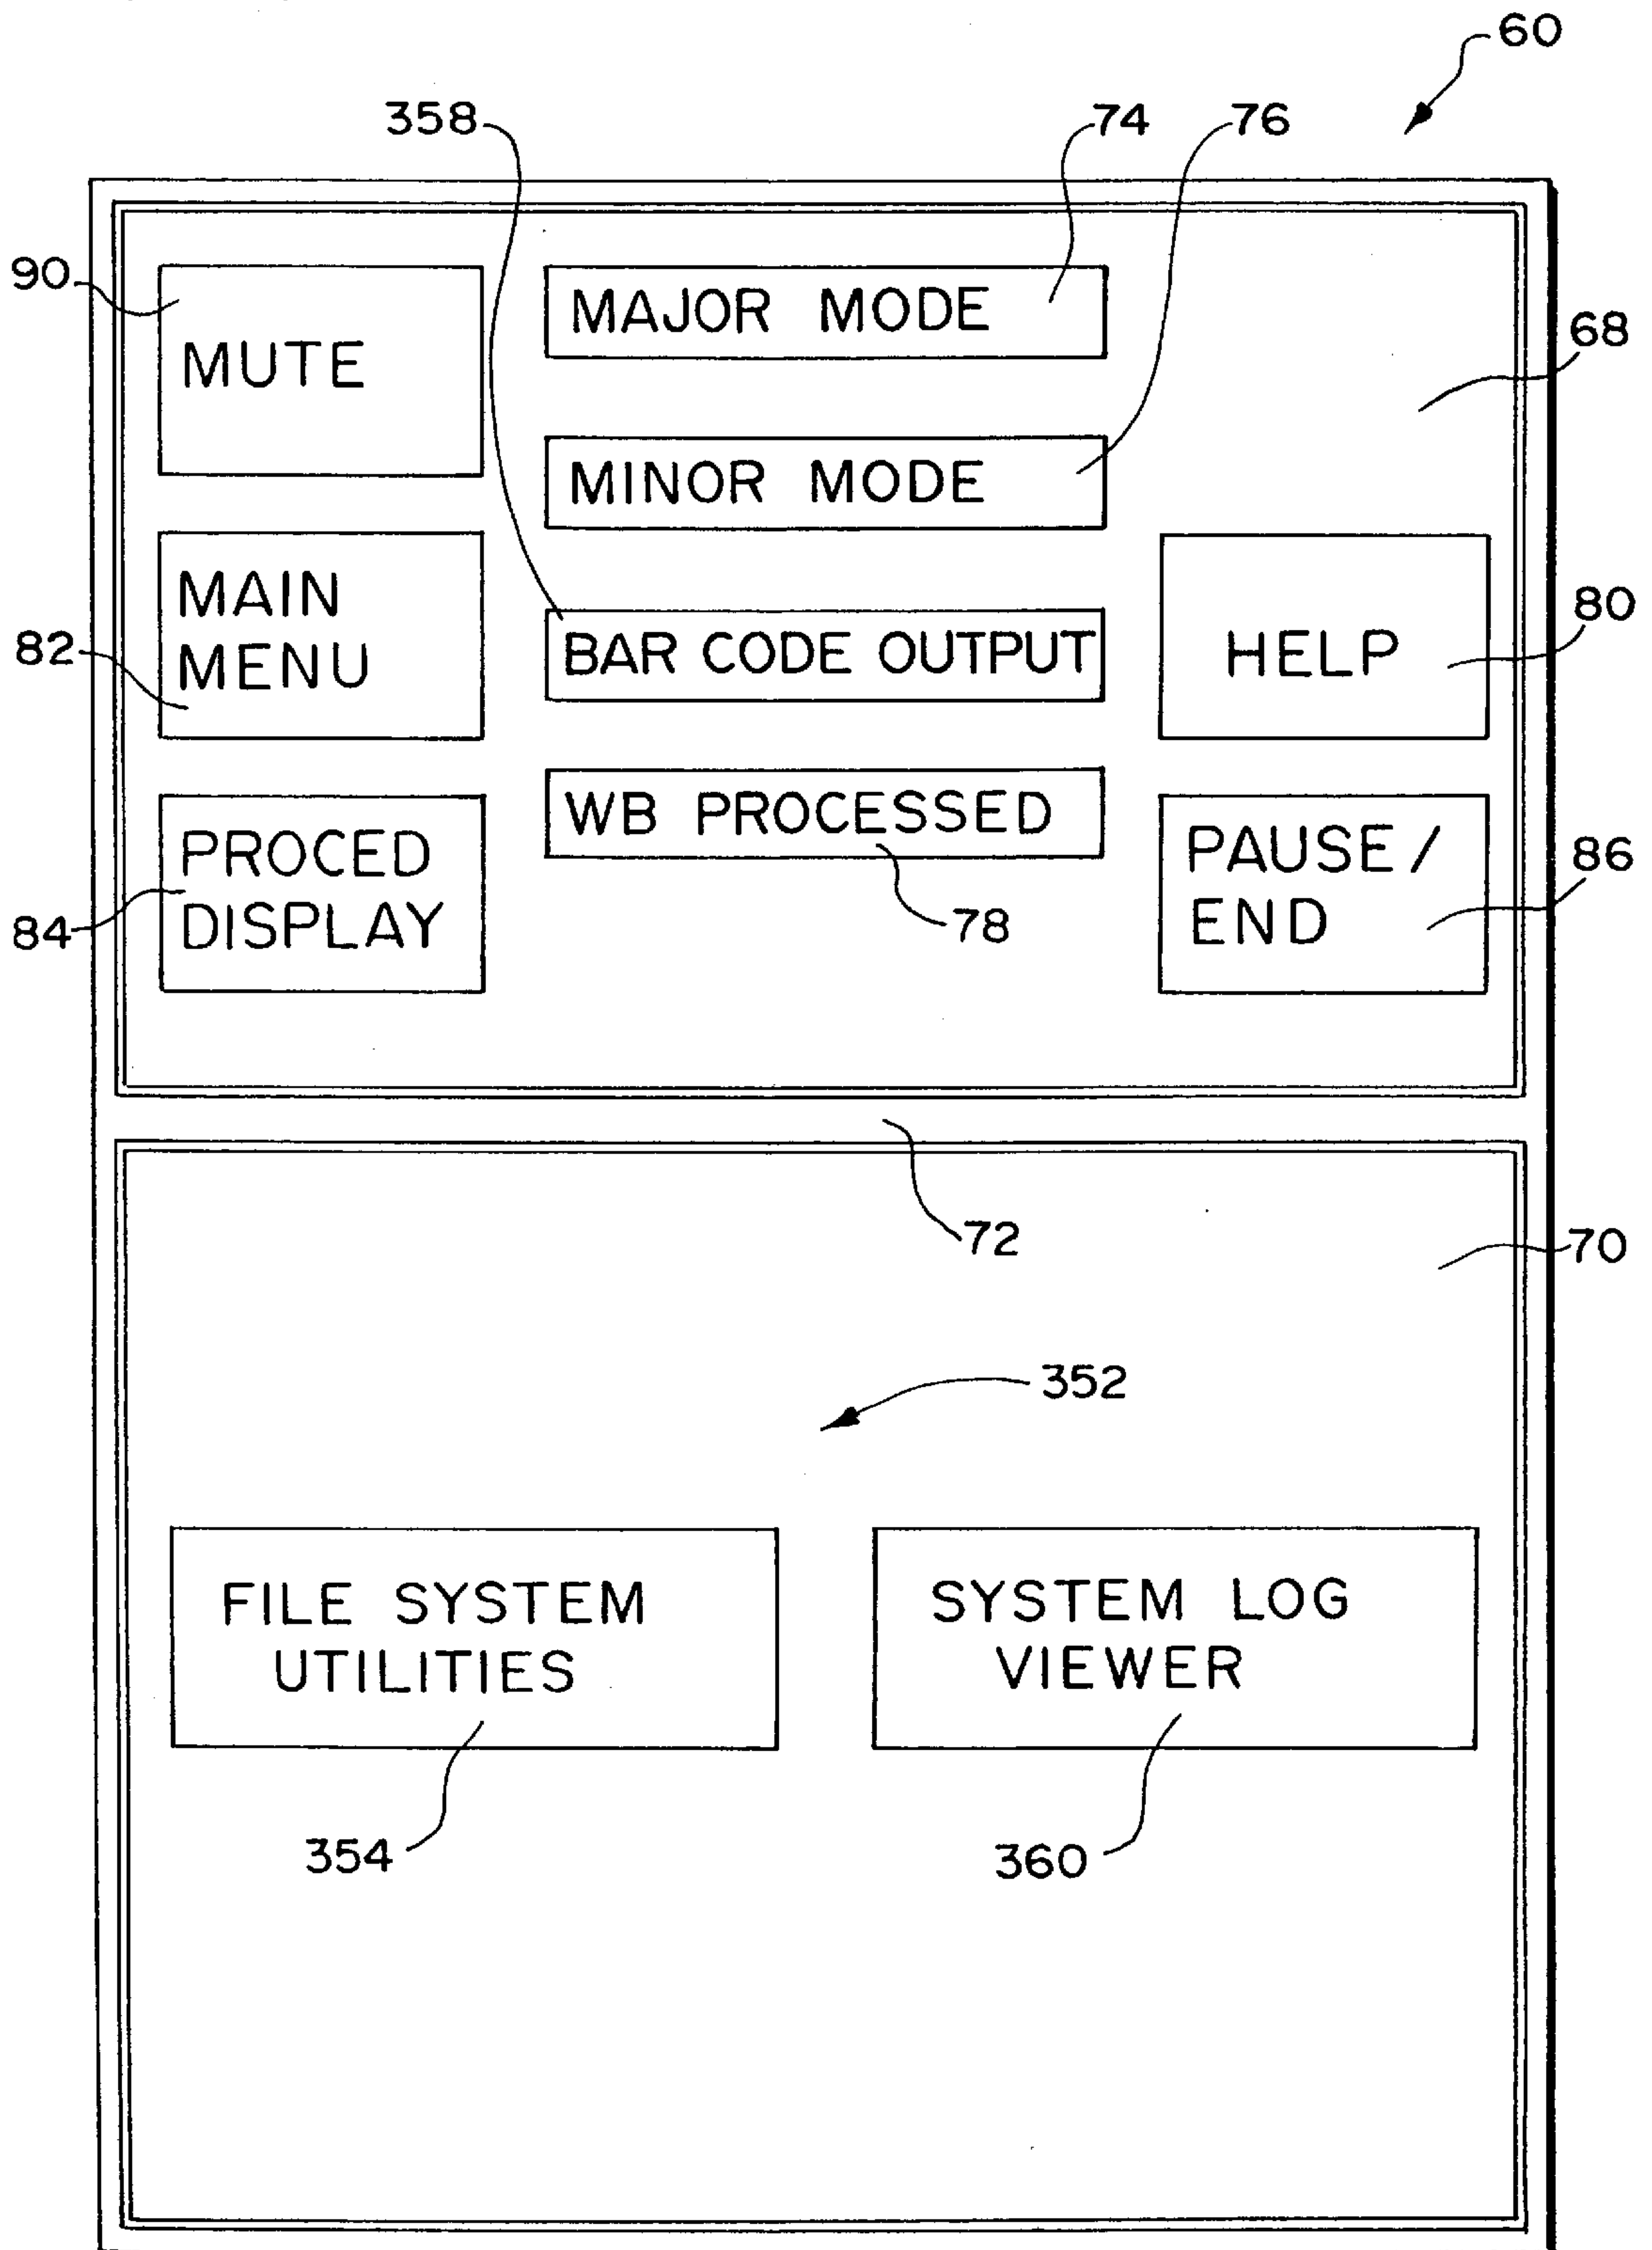 60
358
74
76
90
MAJOR MODE
68
MUTE
MINOR MODE
MAIN
MENU
82
BAR CODE OUTPUT
HELP
80
WB PROCESSED
PROCED
DISPLAY
84
78
PAUSE/
END
86
72
70
352
FILE SYSTEM
UTILITIES
SYSTEM LOG
VIEWER
354
360